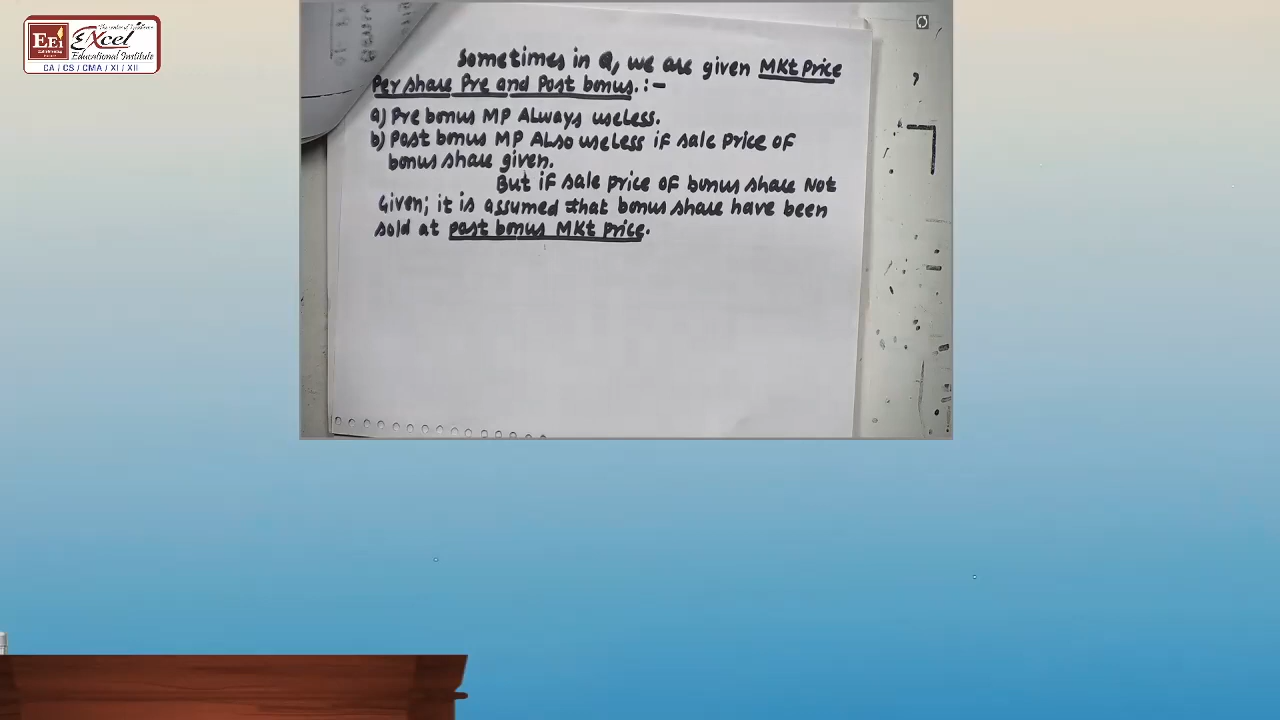 EEi
Excel
Educational Institute
CA / CS / CMA / XI / XII
Sometimes in Q, we are given MKt Price
Per share Pre and Post bonus. :-
a) Pre bonus MP Always useless.
b) Post bonus MP Also useless if sale price of
bonus share given.
But if sale price of bonus share Not
Given; it is assumed that bonus share have been
sold at post bonus MKt price.